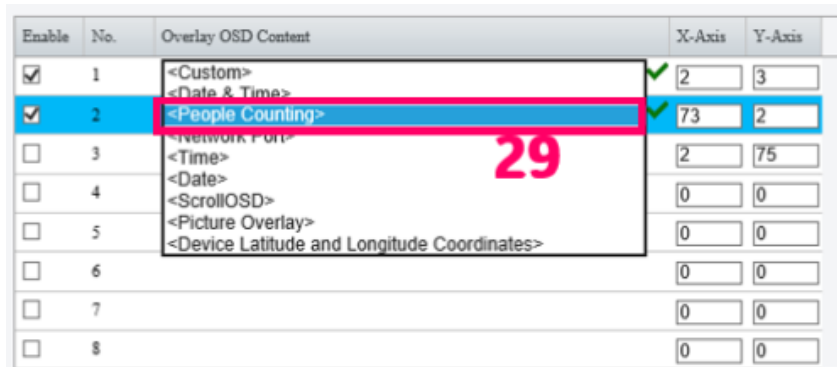 Enable No. Overlay OSD Content X-Axis Y-Axis
1 <Custom> 2 3
<Date & Time>
2 <People Counting> 73 2
<Network Port>
29
3 <Time> 2 75
<Date>
4 <ScrollOSD> 0 0
<Picture Overlay>
5 <Device Latitude and Longitude Coordinates> 0 0
6 0 0
7 0 0
8 0 0